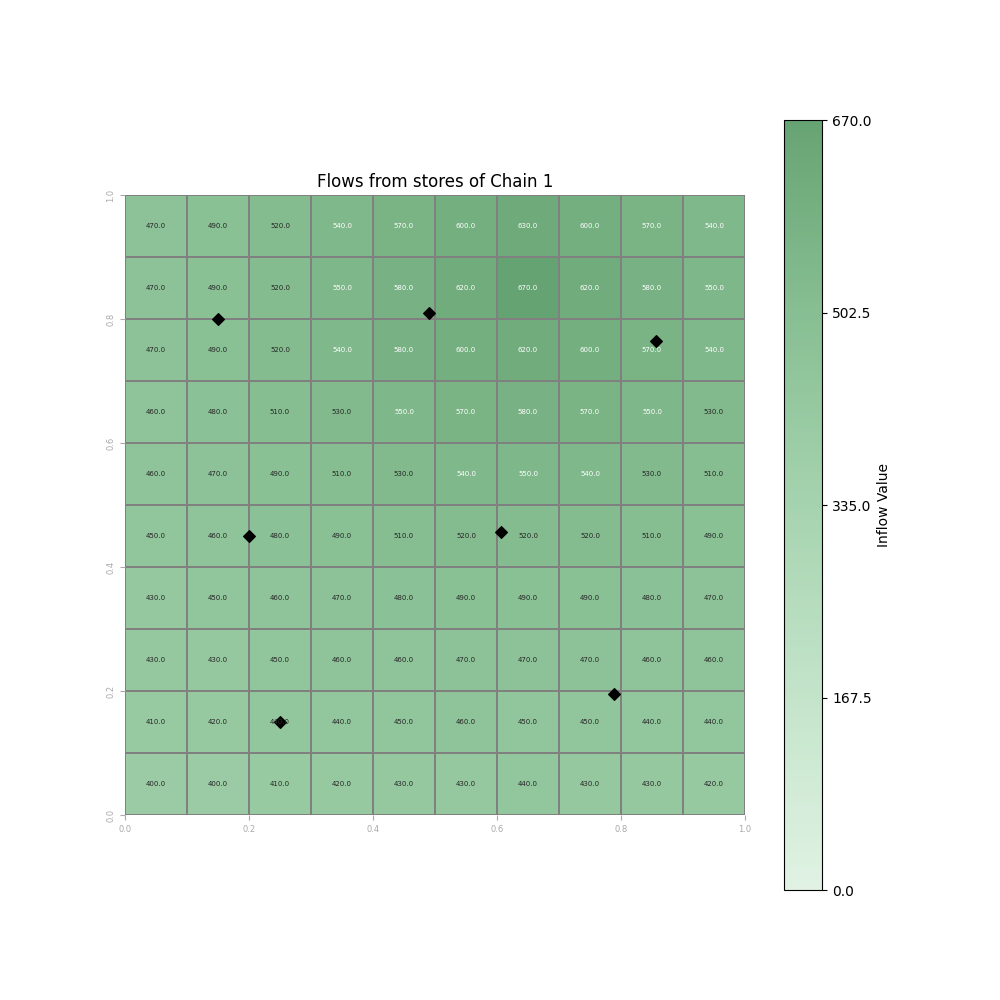 Flows from stores of Chain 1
1.0
470.0 490.0 520.0 540.0 570.0 600.0 630.0 600.0 570.0 540.0
470.0 490.0 520.0 550.0 580.0 620.0 670.0 620.0 580.0 550.0
0.8
470.0 490.0 520.0 540.0 580.0 600.0 620.0 600.0 570.0 540.0
460.0 480.0 510.0 530.0 550.0 570.0 580.0 570.0 550.0 530.0
0.6
460.0 470.0 490.0 510.0 530.0 540.0 550.0 540.0 530.0 510.0
450.0 460.0 480.0 490.0 510.0 520.0 520.0 520.0 510.0 490.0
0.4
430.0 450.0 460.0 470.0 480.0 490.0 490.0 490.0 480.0 470.0
430.0 430.0 450.0 460.0 460.0 470.0 470.0 470.0 460.0 460.0
0.2
410.0 420.0 440.0 450.0 460.0 450.0 450.0 440.0 440.0
400.0 400.0 410.0 420.0 430.0 430.0 440.0 430.0 430.0 420.0
0.0
0.0 0.2 0.4 0.6 0.8 1.0
670.0
502.5
335.0
167.5
0.0
Inflow Value